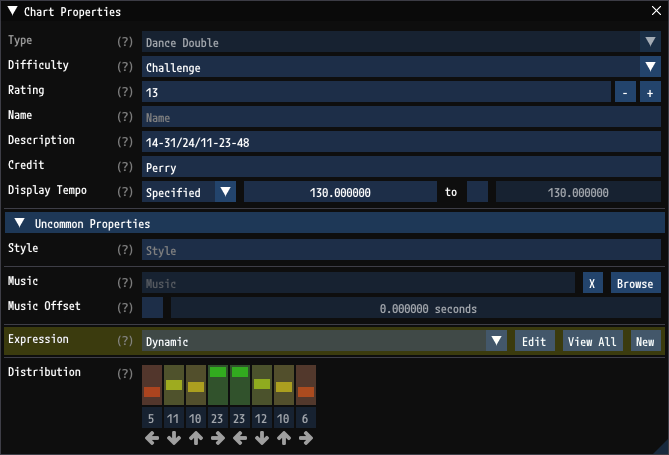 Chart Properties
Type (?) Dance Double
Difficulty (?) Challenge
Rating (?) 13 - +
Name (?) Name
Description (?) 14-31/24/11-23-48
Credit (?) Perry
Display Tempo (?) Specified 130.000000 to 130.000000
Uncommon Properties
Style (?) Style
Music (?) Music X Browse
Music Offset (?) 0.000000 seconds
Expression (?) Dynamic Edit View All New
Distribution (?)
5 11 10 23 23 12 10 6